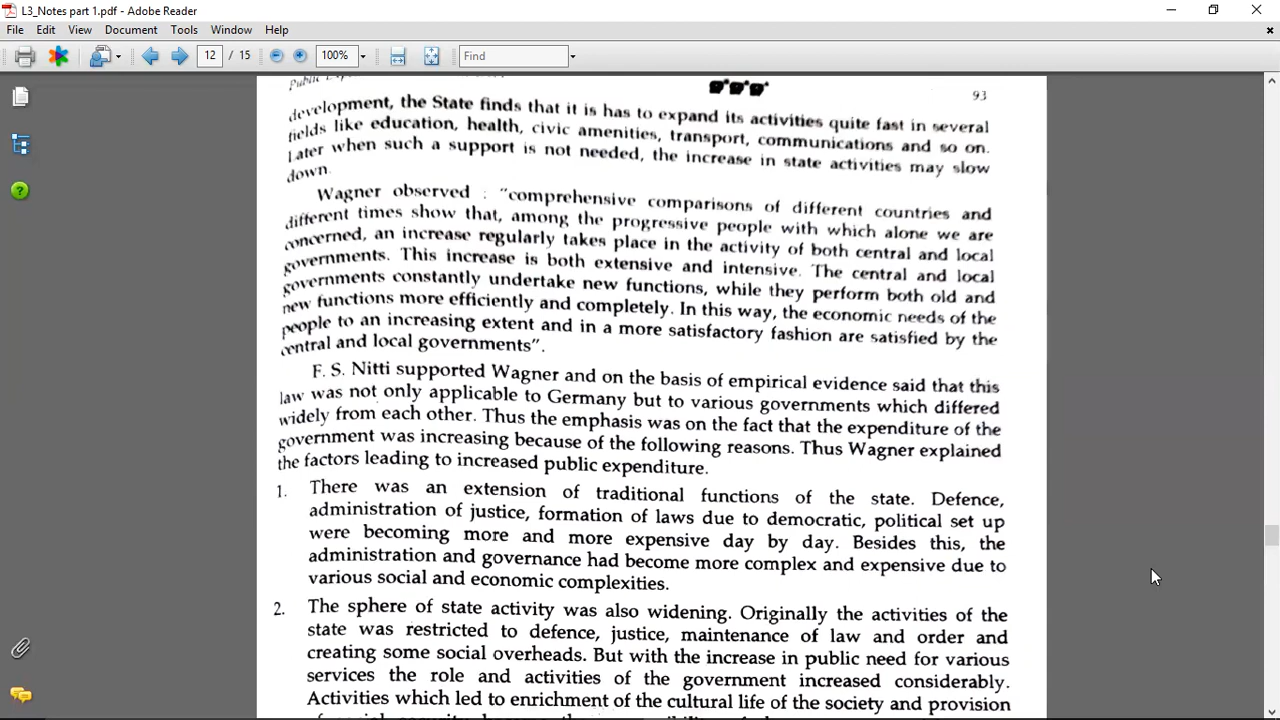 L3_Notes part 1.pdf - Adobe Reader
File Edit View Document Tools Window Help
12 / 15 100% Find
Public
93
development, the State finds that it is has to expand its activities quite fast in several
fields like education, health, civic amenities, transport, communications and so on.
Later when such a support is not needed, the increase in state activities may slow
down.
Wagner observed : "comprehensive comparisons of different countries and
different times show that, among the progressive people with which alone we are
concerned, an increase regularly takes place in the activity of both central and local
governments. This increase is both extensive and intensive. The central and local
governments constantly undertake new functions, while they perform both old and
new functions more efficiently and completely. In this way, the economic needs of the
people to an increasing extent and in a more satisfactory fashion are satisfied by the
central and local governments".
F. S. Nitti supported Wagner and on the basis of empirical evidence said that this
law was not only applicable to Germany but to various governments which differed
widely from each other. Thus the emphasis was on the fact that the expenditure of the
government was increasing because of the following reasons. Thus Wagner explained
the factors leading to increased public expenditure.
1. There was an extension of traditional functions of the state. Defence,
administration of justice, formation of laws due to democratic, political set up
were becoming more and more expensive day by day. Besides this, the
administration and governance had become more complex and expensive due to
various social and economic complexities.
2. The sphere of state activity was also widening. Originally the activities of the
state was restricted to defence, justice, maintenance of law and order and
creating some social overheads. But with the increase in public need for various
services the role and activities of the government increased considerably.
Activities which led to enrichment of the cultural life of the society and provision